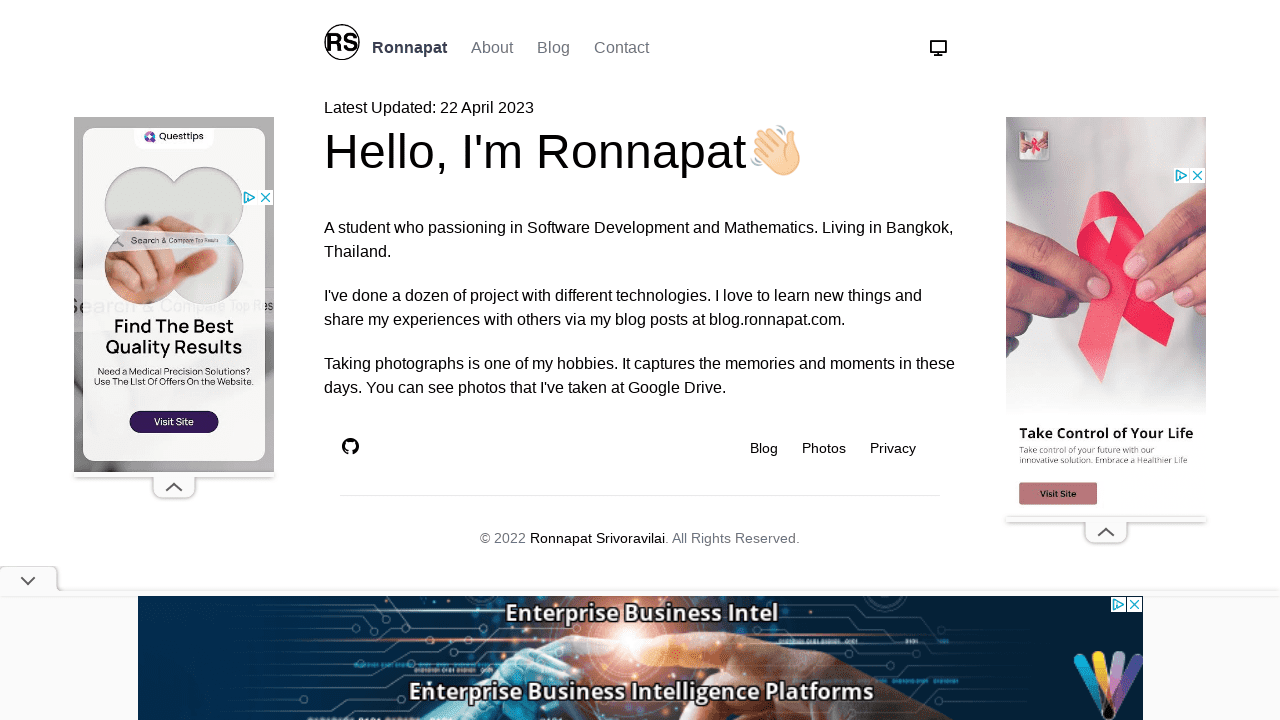 RS
Ronnapat About Blog Contact
Latest Updated: 22 April 2023
Hello, I'm Ronnapat
A student who passioning in Software Development and Mathematics. Living in Bangkok,
Thailand.
I've done a dozen of project with different technologies. I love to learn new things and
share my experiences with others via my blog posts at blog.ronnapat.com.
Taking photographs is one of my hobbies. It captures the memories and moments in these
days. You can see photos that I've taken at Google Drive.
Blog Photos Privacy
© 2022 Ronnapat Srivoravilai. All Rights Reserved.
Questtips
Search & Compare Top Results
Search & Compare Top Res
Find The Best
Quality Results
Need a Medical Precision Solutions?
Use The List Of Offers On the Website.
Visit Site
Take Control of Your Life
Take control of your future with our
innovative solution. Embrace a Healthier Life
Visit Site
Enterprise Business Intel
Enterprise Business Intelligence Platforms